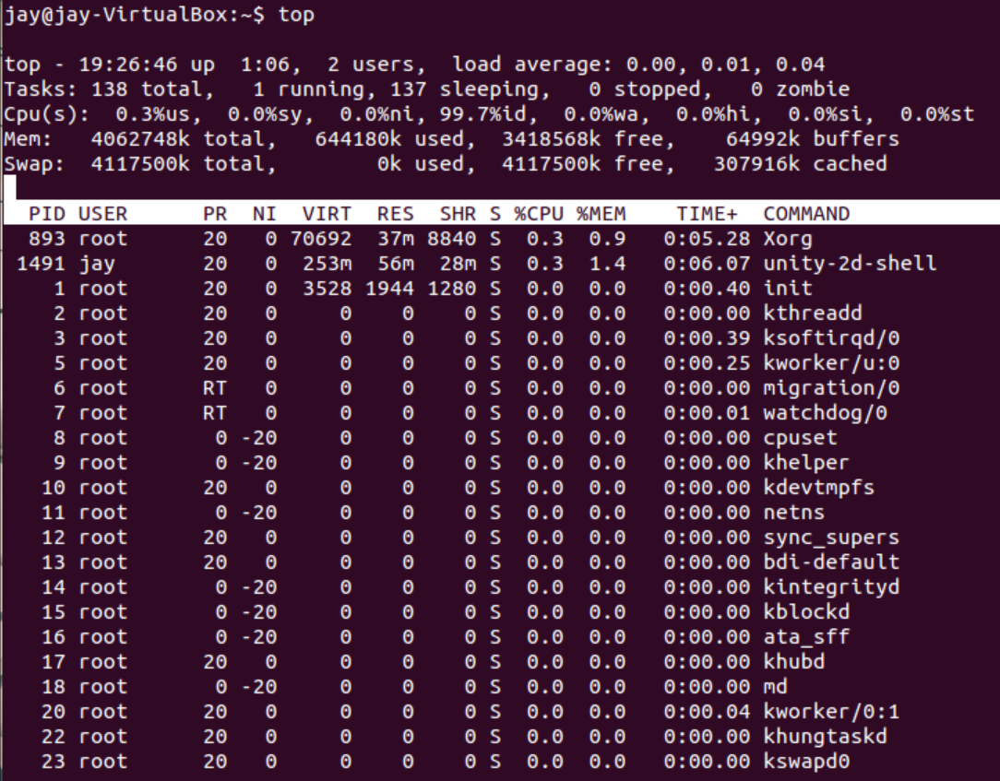 jay@jay-VirtualBox:~$ top
top - 19:26:46 up  1:06,  2 users,  load average: 0.00, 0.01, 0.04
Tasks: 138 total,   1 running, 137 sleeping,   0 stopped,   0 zombie
Cpu(s):  0.3%us,  0.0%sy,  0.0%ni, 99.7%id,  0.0%wa,  0.0%hi,  0.0%si,  0.0%st
Mem:   4062748k total,   644180k used,  3418568k free,    64992k buffers
Swap:  4117500k total,        0k used,  4117500k free,   307916k cached
  PID USER      PR  NI  VIRT  RES  SHR S %CPU %MEM    TIME+  COMMAND
  893 root      20   0 70692  37m 8840 S  0.3  0.9   0:05.28 Xorg
 1491 jay       20   0  253m  56m  28m S  0.3  1.4   0:06.07 unity-2d-shell
    1 root      20   0  3528 1944 1280 S  0.0  0.0   0:00.40 init
    2 root      20   0     0    0    0 S  0.0  0.0   0:00.00 kthreadd
    3 root      20   0     0    0    0 S  0.0  0.0   0:00.39 ksoftirqd/0
    5 root      20   0     0    0    0 S  0.0  0.0   0:00.25 kworker/u:0
    6 root      RT   0     0    0    0 S  0.0  0.0   0:00.00 migration/0
    7 root      RT   0     0    0    0 S  0.0  0.0   0:00.01 watchdog/0
    8 root       0 -20     0    0    0 S  0.0  0.0   0:00.00 cpuset
    9 root       0 -20     0    0    0 S  0.0  0.0   0:00.00 khelper
   10 root      20   0     0    0    0 S  0.0  0.0   0:00.00 kdevtmpfs
   11 root       0 -20     0    0    0 S  0.0  0.0   0:00.00 netns
   12 root      20   0     0    0    0 S  0.0  0.0   0:00.00 sync_supers
   13 root      20   0     0    0    0 S  0.0  0.0   0:00.00 bdi-default
   14 root       0 -20     0    0    0 S  0.0  0.0   0:00.00 kintegrityd
   15 root       0 -20     0    0    0 S  0.0  0.0   0:00.00 kblockd
   16 root       0 -20     0    0    0 S  0.0  0.0   0:00.00 ata_sff
   17 root      20   0     0    0    0 S  0.0  0.0   0:00.00 khubd
   18 root       0 -20     0    0    0 S  0.0  0.0   0:00.00 md
   20 root      20   0     0    0    0 S  0.0  0.0   0:00.04 kworker/0:1
   22 root      20   0     0    0    0 S  0.0  0.0   0:00.00 khungtaskd
   23 root      20   0     0    0    0 S  0.0  0.0   0:00.00 kswapd0